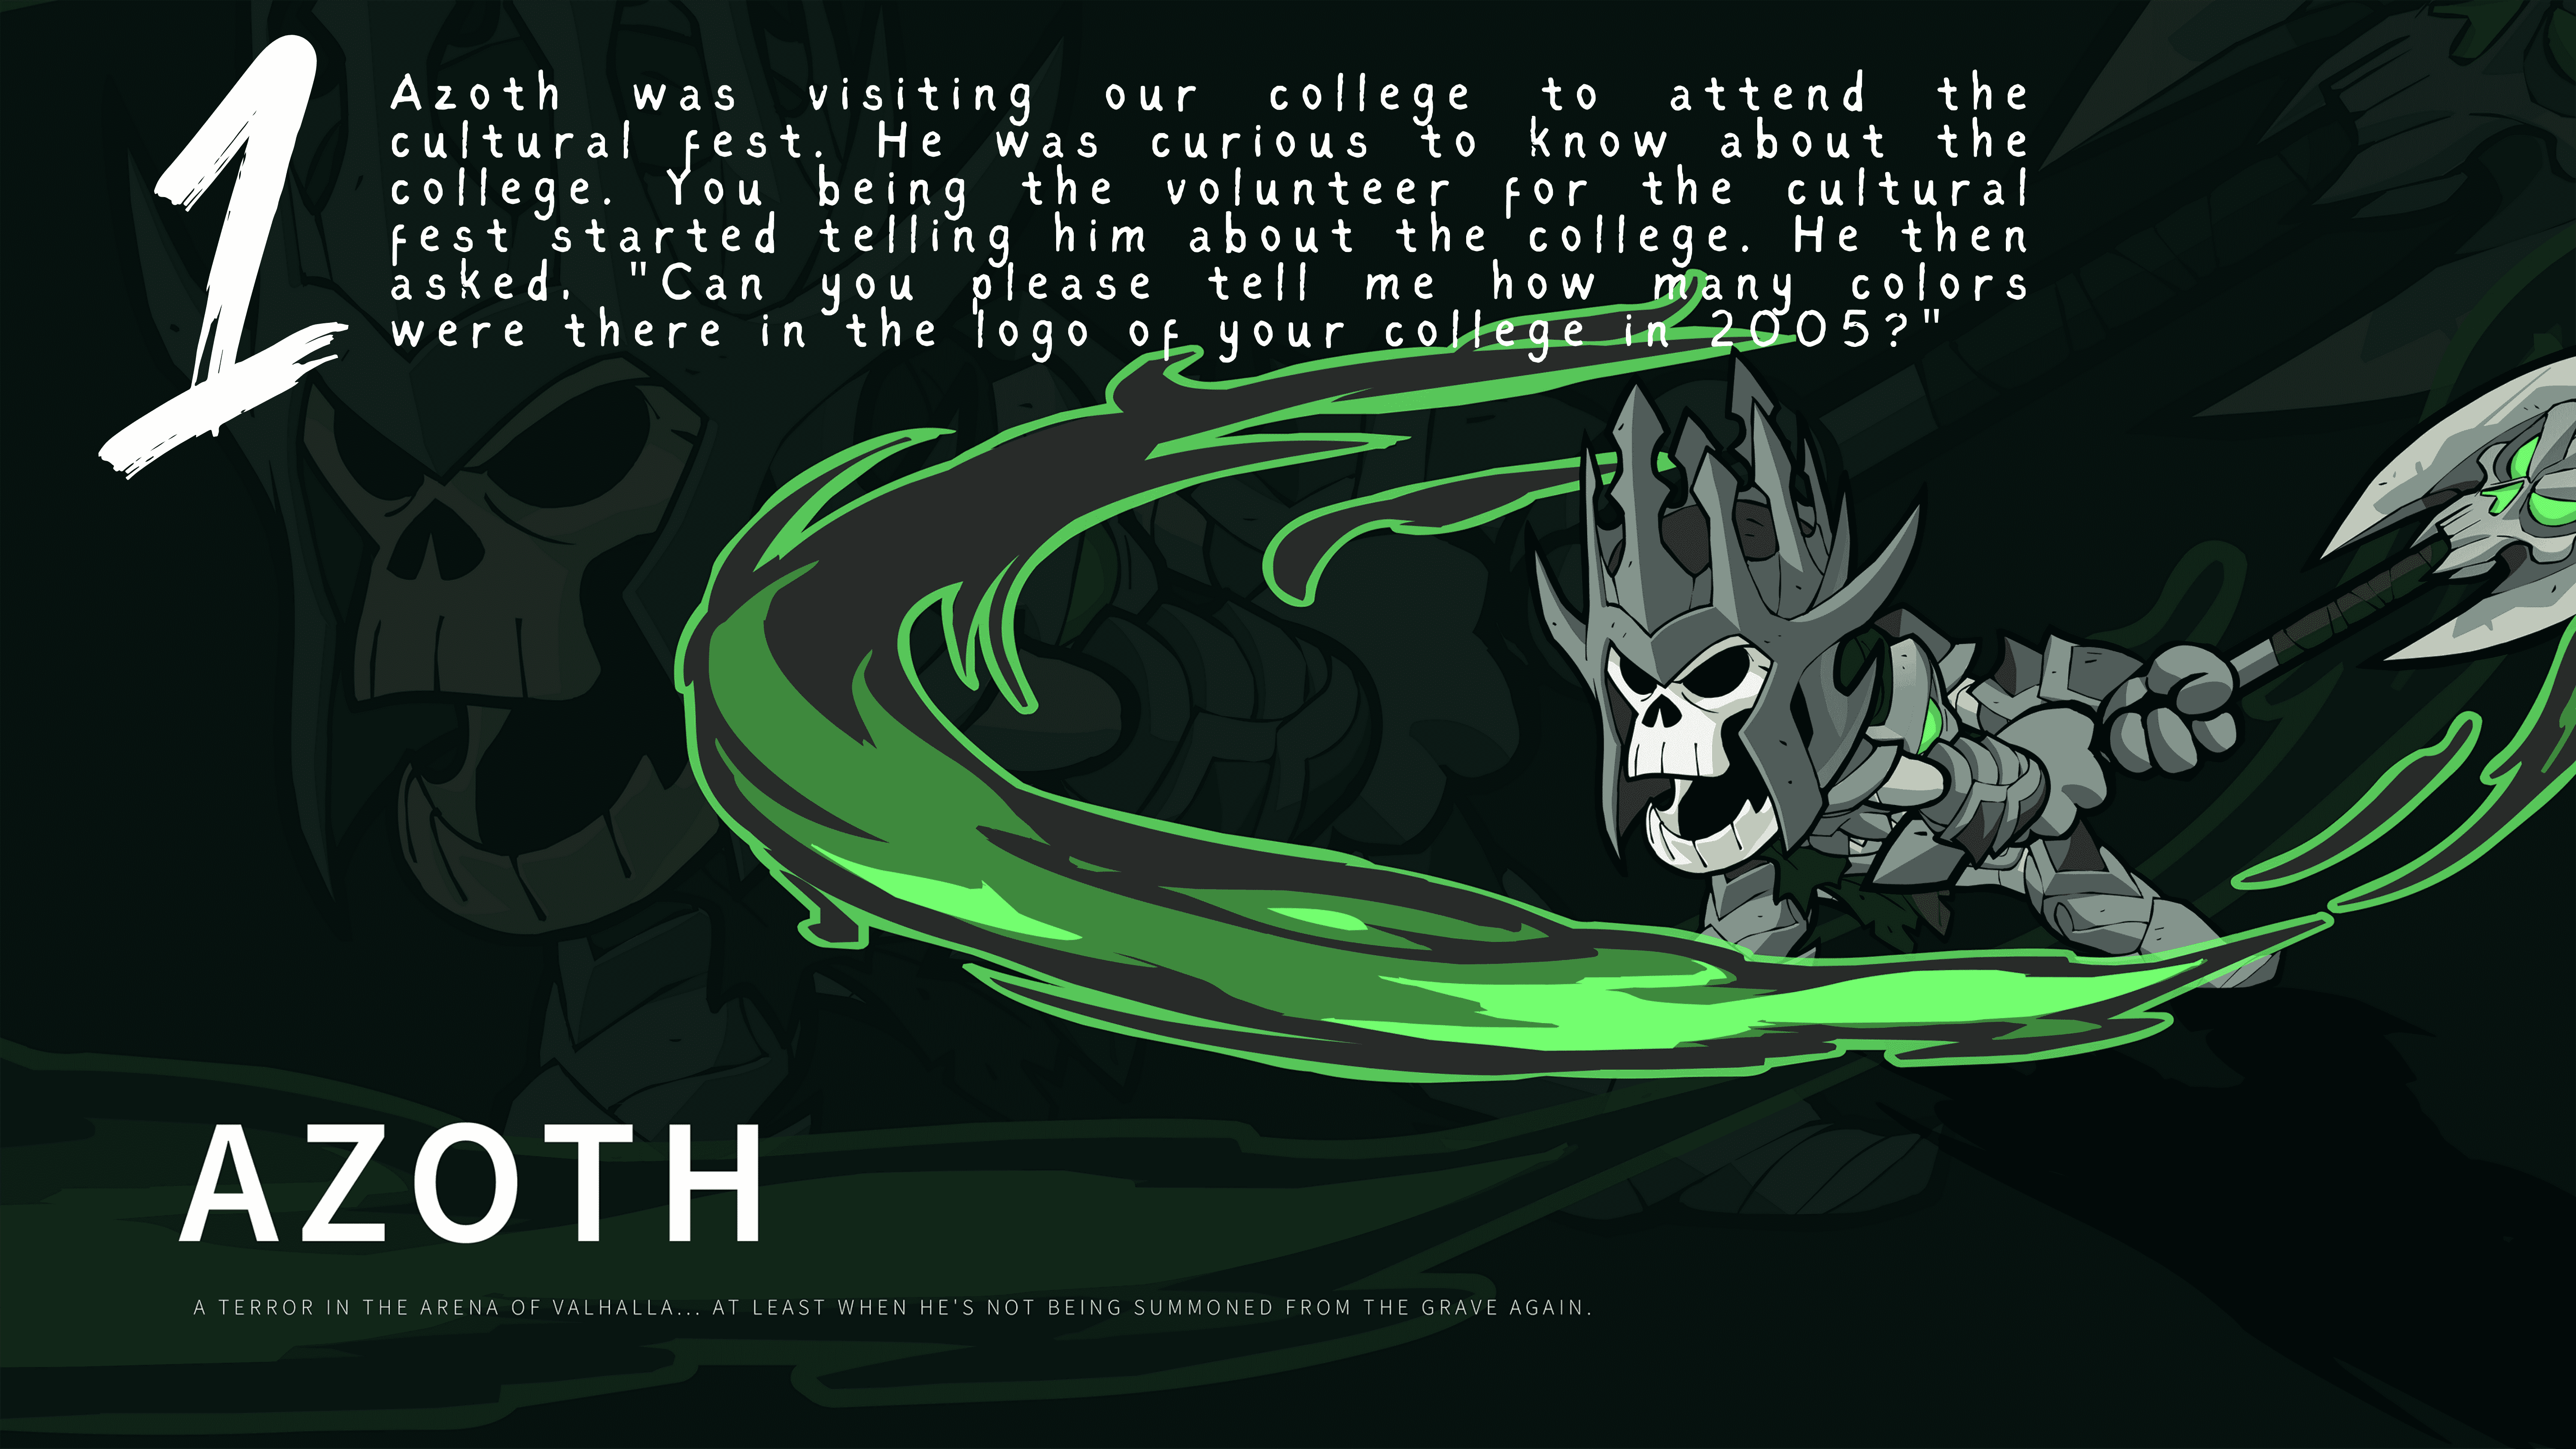 1
Azoth was visiting our college to attend the
cultural fest. He was curious to know about the
college. You being the volunteer for the cultural
fest started telling him about the college. He then
asked, "Can you please tell me how many colors
were there in the logo of your college in 2005?"
AZOTH
A TERROR IN THE ARENA OF VALHALLA... AT LEAST WHEN HE'S NOT BEING SUMMONED FROM THE GRAVE AGAIN.